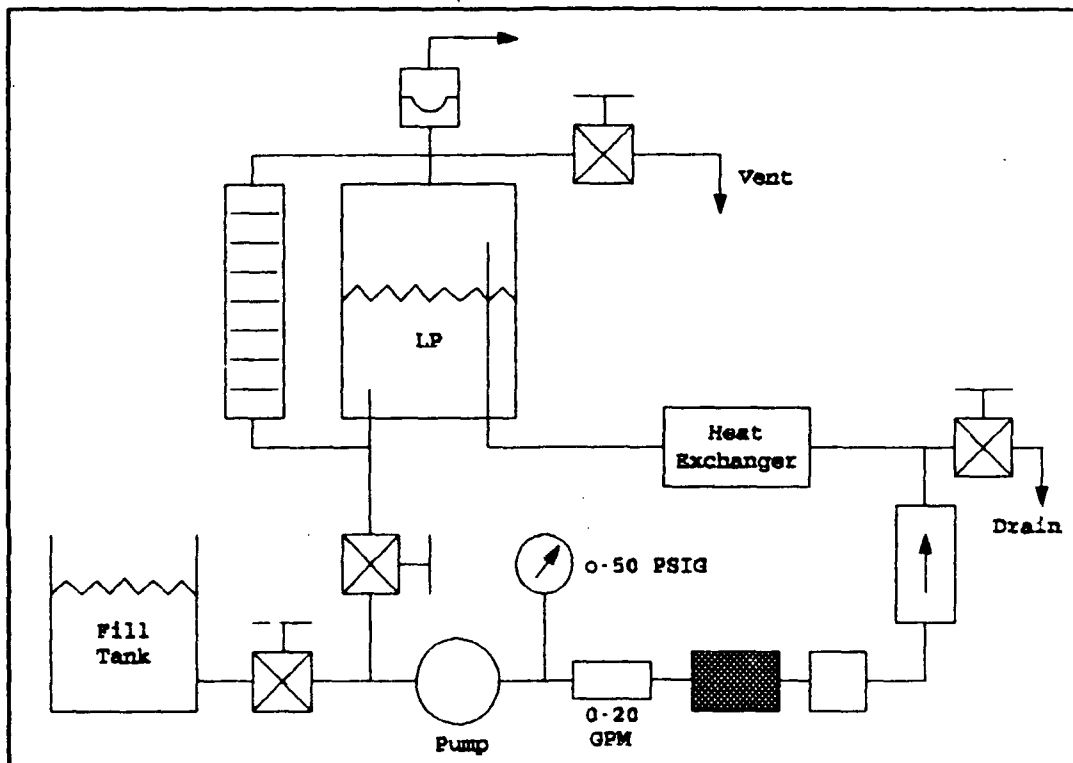 Vent
LP
Heat
Exchanger
Drain
0-50 PSIG
Fill
Tank
0-20
GPM
Pump